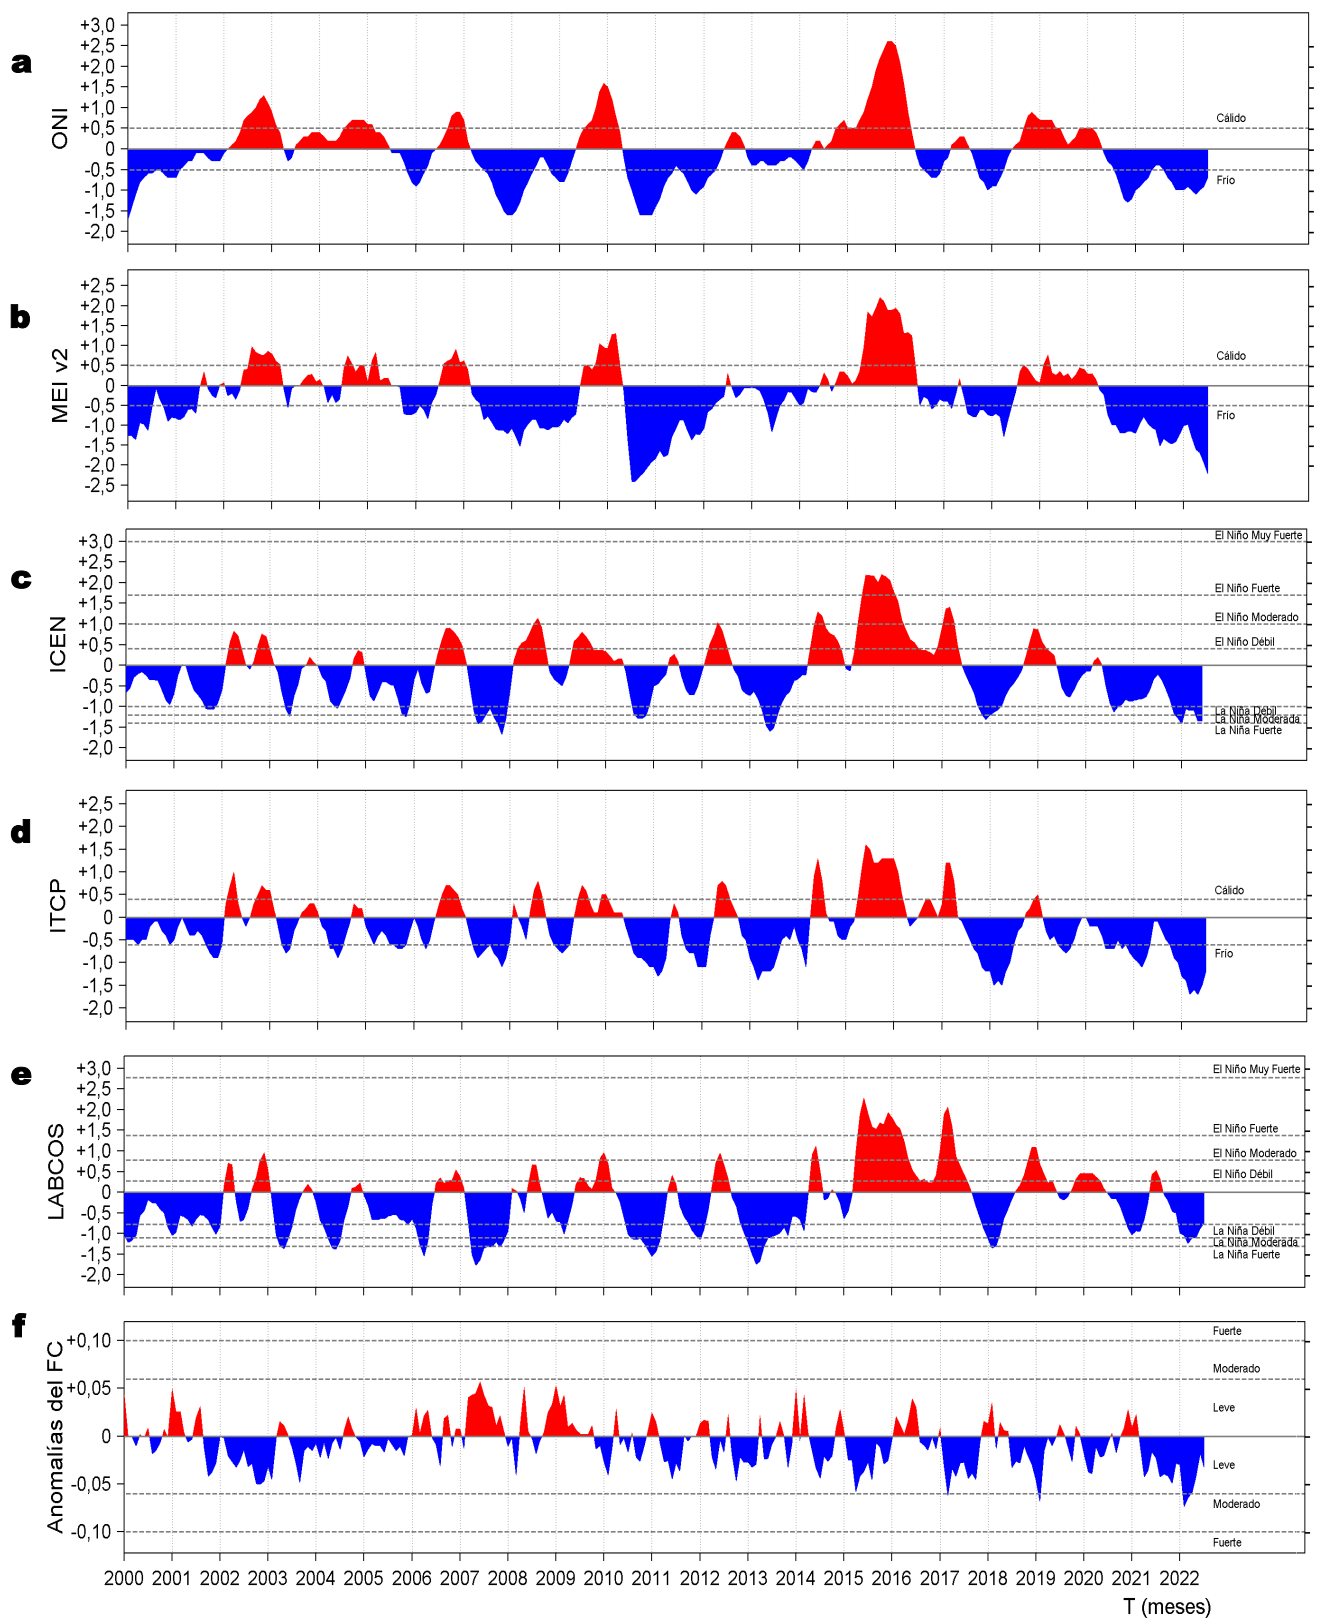 a
ONI
+3,0
+2,5
+2,0
+1,5
+1,0
+0,5
0
-0,5
-1,0
-1,5
-2,0
Cálido
Frío
b
MEI v2
+2,5
+2,0
+1,5
+1,0
+0,5
0
-0,5
-1,0
-1,5
-2,0
-2,5
Cálido
Frío
c
ICEN
+3,0
+2,5
+2,0
+1,5
+1,0
+0,5
0
-0,5
-1,0
-1,5
-2,0
El Niño Muy Fuerte
El Niño Fuerte
El Niño Moderado
El Niño Débil
La Niña Débil
La Niña Moderada
La Niña Fuerte
d
ITCP
+2,5
+2,0
+1,5
+1,0
+0,5
0
-0,5
-1,0
-1,5
-2,0
Cálido
Frío
e
LABCOS
+3,0
+2,5
+2,0
+1,5
+1,0
+0,5
0
-0,5
-1,0
-1,5
-2,0
El Niño Muy Fuerte
El Niño Fuerte
El Niño Moderado
El Niño Débil
La Niña Débil
La Niña Moderada
La Niña Fuerte
f
Anomalías del FC
+0,10
+0,05
0
-0,05
-0,10
Fuerte
Moderado
Leve
Leve
Moderado
Fuerte
2000 2001 2002 2003 2004 2005 2006 2007 2008 2009 2010 2011 2012 2013 2014 2015 2016 2017 2018 2019 2020 2021 2022
T (meses)